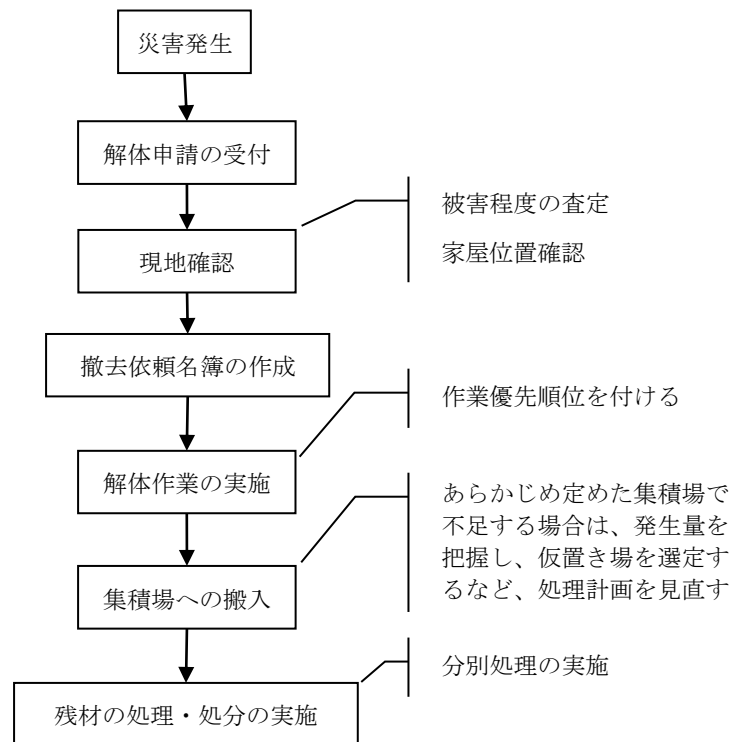 災害発生
解体申請の受付
現地確認
被害程度の査定
家屋位置確認
撤去依頼名簿の作成
解体作業の実施
作業優先順位を付ける
集積場への搬入
あらかじめ定めた集積場で
不足する場合は、発生量を
把握し、仮置き場を選定す
るなど、処理計画を見直す
残材の処理・処分の実施
分別処理の実施